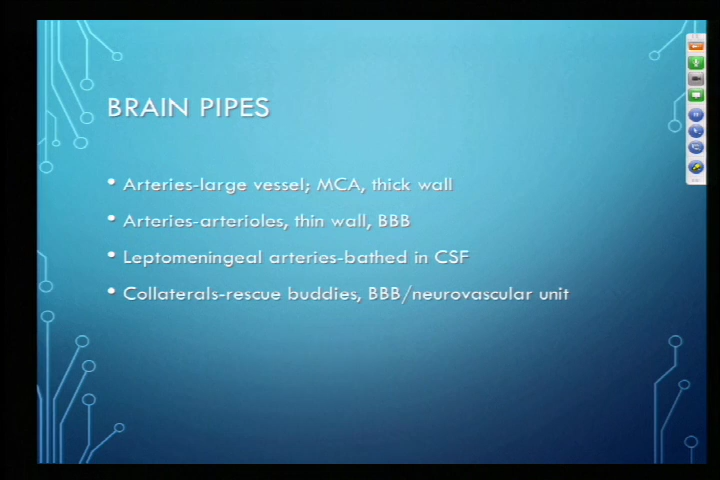 BRAIN PIPES
• Arteries-large vessel; MCA, thick wall
• Arteries-arterioles, thin wall, BBB
• Leptomeningeal arteries-bathed in CSF
• Collaterals-rescue buddies, BBB/neurovascular unit